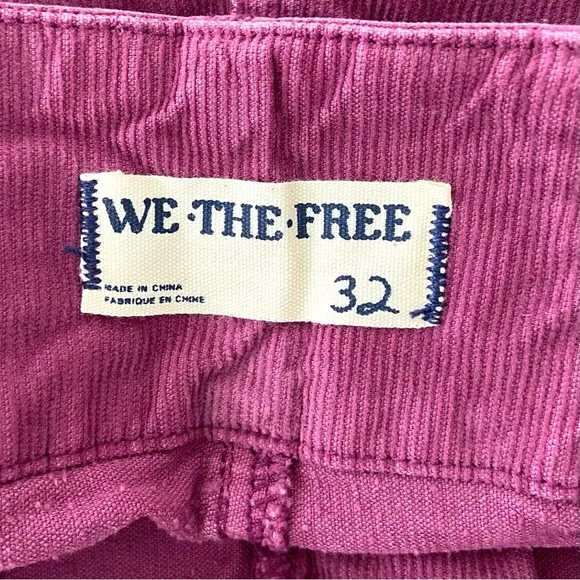 WE·THE·FREE
MADE IN CHINA
FABRIQUE EN CHINE
32